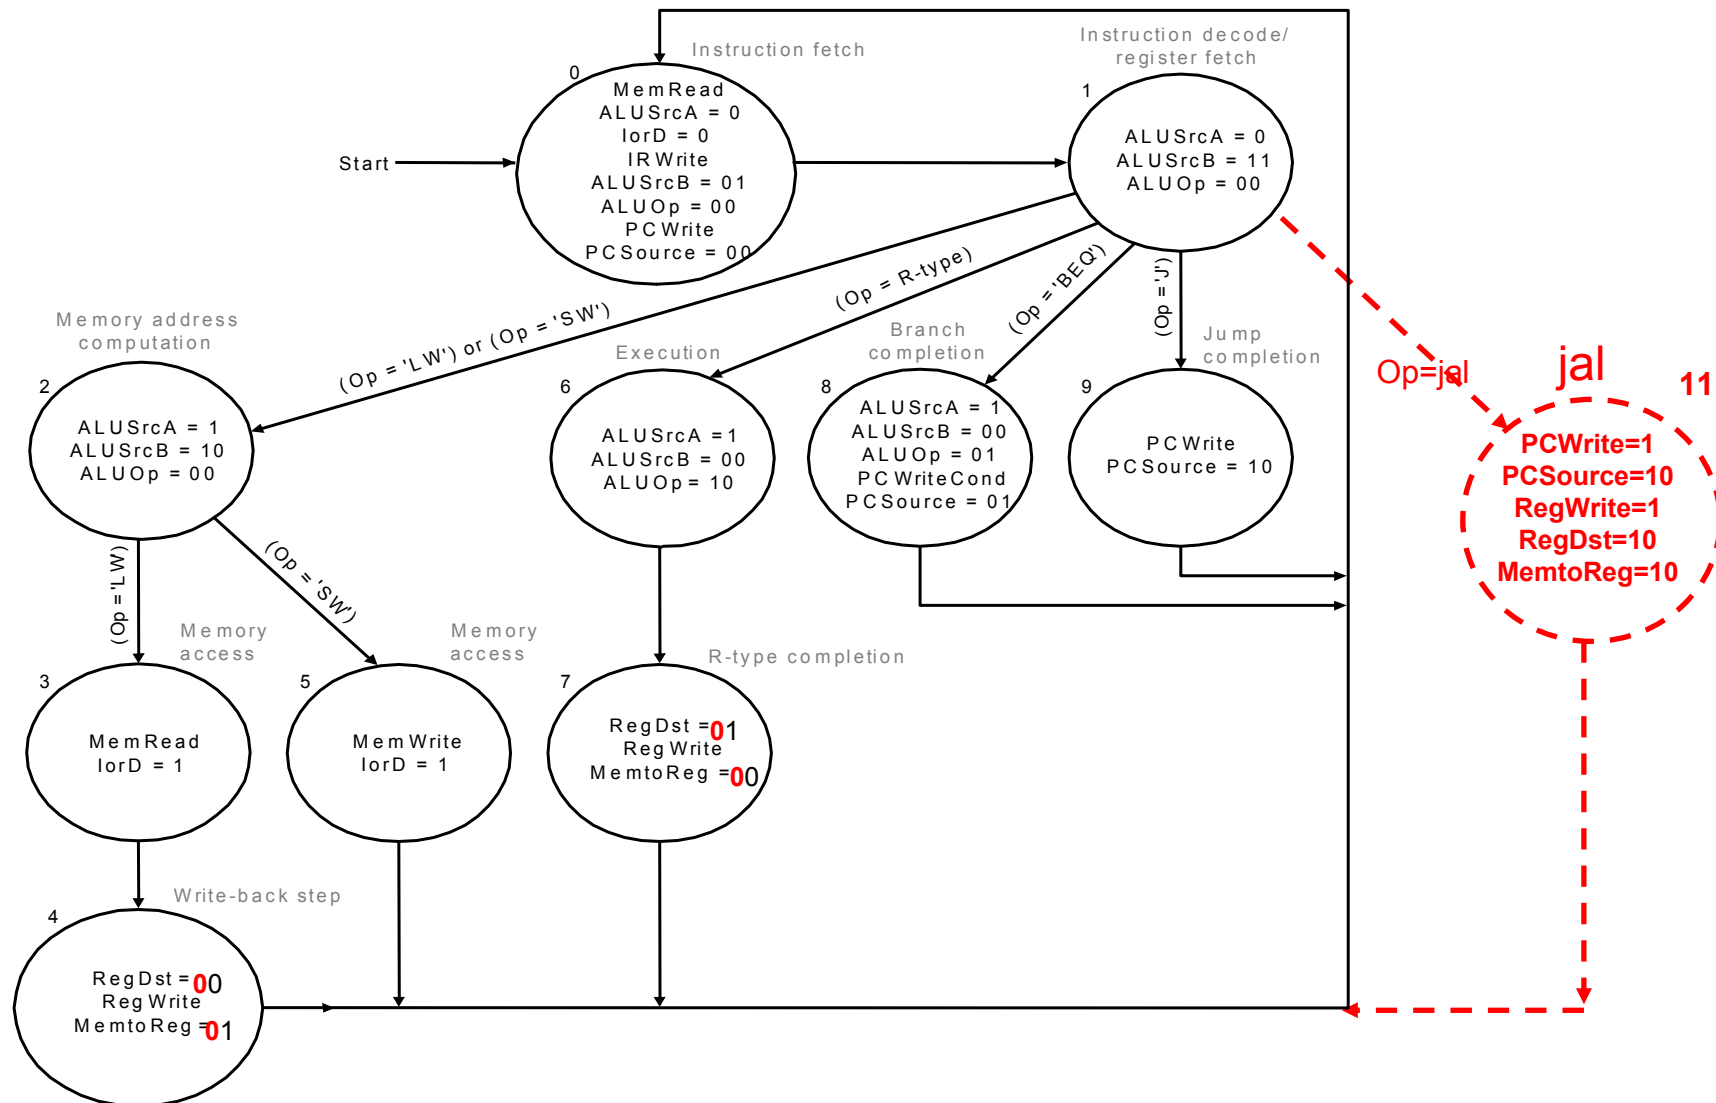 Instruction fetch
Instruction decode/
register fetch
0
MemRead
ALUSrcA = 0
IorD = 0
IRWrite
ALUSrcB = 01
ALUOp = 00
PCWrite
PCSource = 00
1
ALUSrcA = 0
ALUSrcB = 11
ALUOp = 00
Start
(Op = 'LW') or (Op = 'SW')
(Op = R-type)
(Op = 'BEQ')
(Op = 'J')
Op=jal
Memory address
computation
2
ALUSrcA = 1
ALUSrcB = 10
ALUOp = 00
Execution
6
ALUSrcA =1
ALUSrcB = 00
ALUOp= 10
Branch
completion
8
ALUSrcA = 1
ALUSrcB = 00
ALUOp = 01
PCWriteCond
PCSource = 01
Jump
completion
9
PCWrite
PCSource = 10
jal
11
PCWrite=1
PCSource=10
RegWrite=1
RegDst=10
MemtoReg=10
(Op = 'LW')
(Op = 'SW')
Memory
access
3
MemRead
IorD = 1
Memory
access
5
MemWrite
IorD = 1
R-type completion
7
RegDst = 01
RegWrite
MemtoReg = 00
Write-back step
4
RegDst = 00
RegWrite
MemtoReg = 01